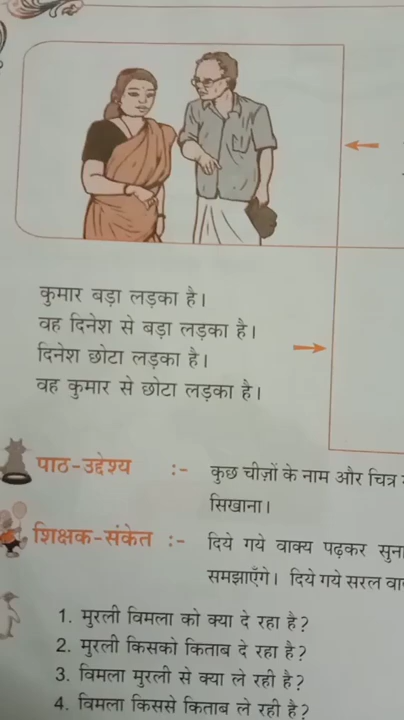 कुमार बड़ा लड़का है।
वह दिनेश से बड़ा लड़का है।
दिनेश छोटा लड़का है।
वह कुमार से छोटा लड़का है।
पाठ-उद्देश्य :- कुछ चीज़ों के नाम और चित्र
सिखाना।
शिक्षक-संकेत :- दिये गये वाक्य पढ़कर सुना
समझाएँगे। दिये गये सरल वा
1. मुरली विमला को क्या दे रहा है?
2. मुरली किसको किताब दे रहा है?
3. विमला मुरली से क्या ले रही है?
4. विमला किससे किताब ले रही है?